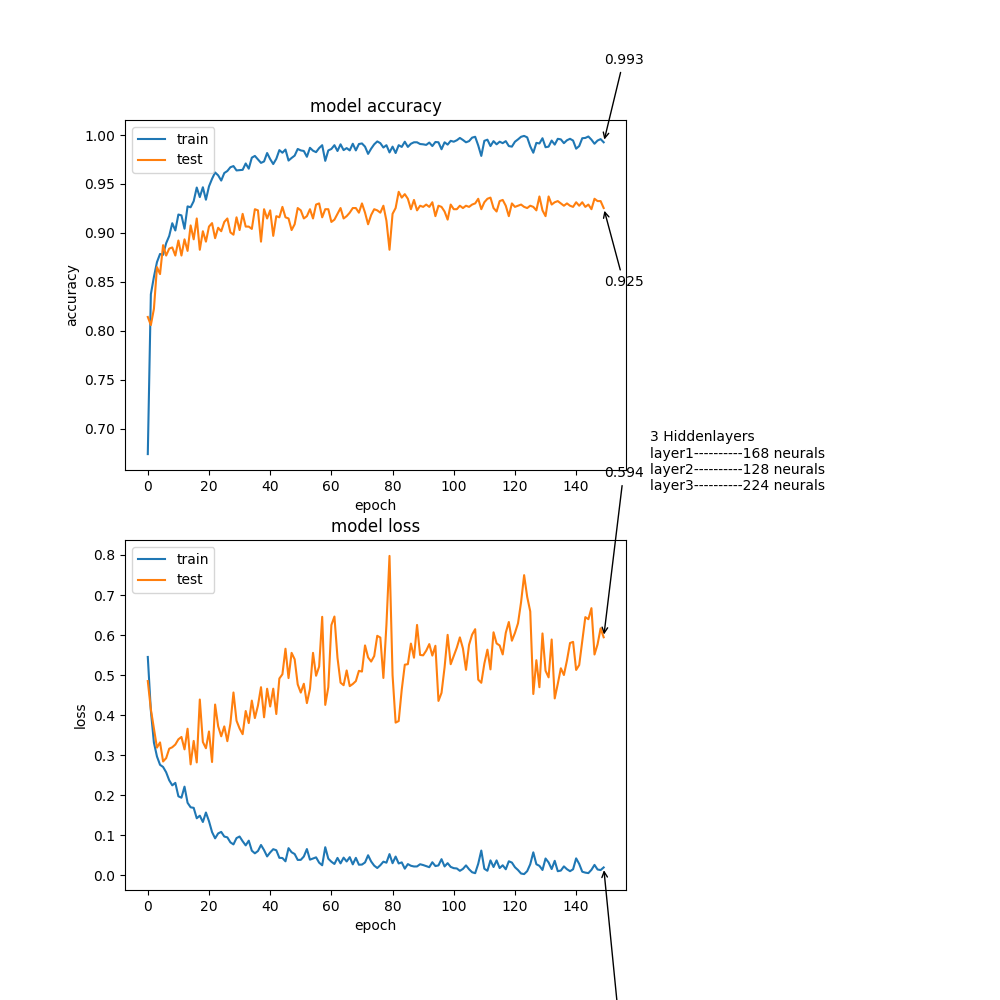 0.993
model accuracy
train
test
1.00
0.95
0.90
0.85
0.80
0.75
0.70
accuracy
0.925
0 20 40 60 80 100 120 140
epoch
3 Hiddenlayers
layer1----------168 neurals
layer2----------128 neurals
layer3----------224 neurals
0.594
model loss
train
test
0.8
0.7
0.6
0.5
0.4
0.3
0.2
0.1
0.0
loss
0 20 40 60 80 100 120 140
epoch